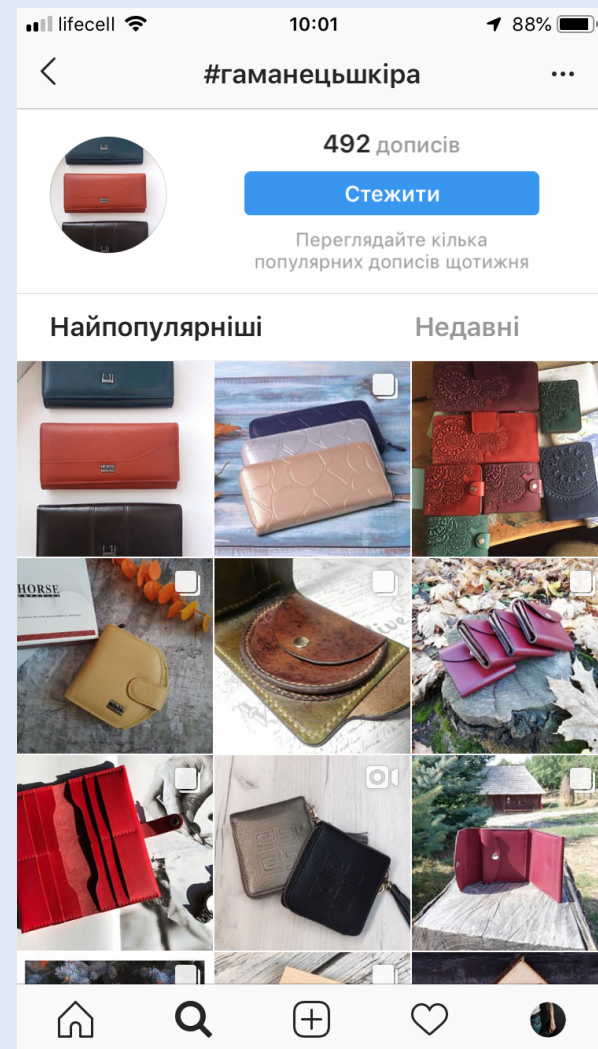 lifecell 10:01 88%
#гаманецьшкіра
492 дописів
Стежити
Переглядайте кілька
популярних дописів щотижня
Найпопулярніші Недавні
HORSE